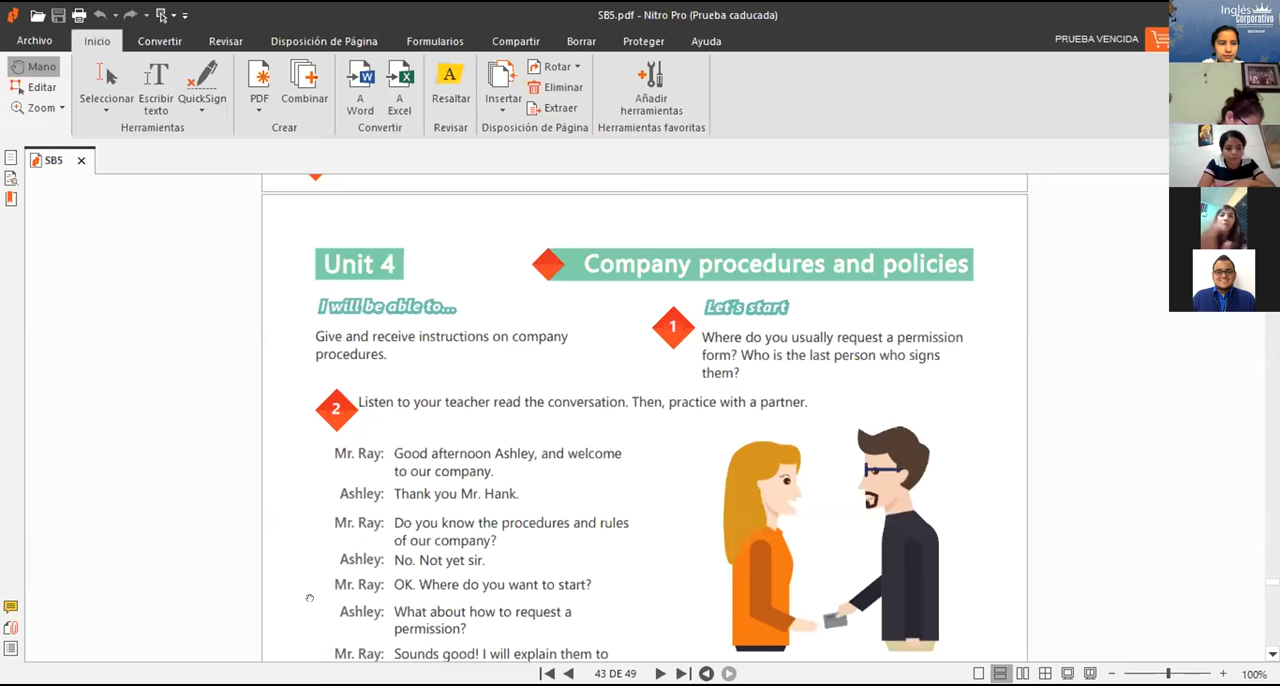 SB5.pdf - Nitro Pro (Prueba caducada)
Archivo Inicio Convertir Revisar Disposición de Página Formularios Compartir Borrar Proteger Ayuda
PRUEBA VENCIDA
Mano
Editar
Zoom
Seleccionar
Escribir texto
QuickSign
Herramientas
PDF
Combinar
Crear
A Word
A Excel
Convertir
Resaltar
Revisar
Insertar
Rotar
Eliminar
Extraer
Disposición de Página
Añadir herramientas
Herramientas favoritas
Inglés
Corporativo
SB5
Unit 4
Company procedures and policies
I will be able to...
Give and receive instructions on company
procedures.
1
Let's start
Where do you usually request a permission
form? Who is the last person who signs
them?
2 Listen to your teacher read the conversation. Then, practice with a partner.
Mr. Ray: Good afternoon Ashley, and welcome
to our company.
Ashley: Thank you Mr. Hank.
Mr. Ray: Do you know the procedures and rules
of our company?
Ashley: No. Not yet sir.
Mr. Ray: OK. Where do you want to start?
Ashley: What about how to request a
permission?
Mr. Ray: Sounds good! I will explain them to
43 DE 49
100%